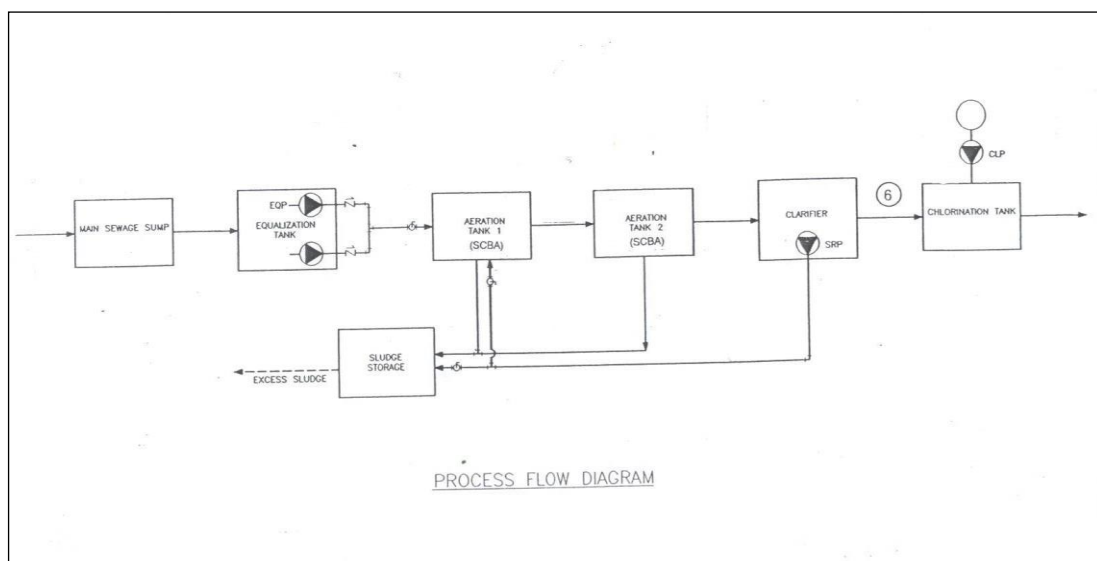 MAIN SEWAGE SUMP
EQP
EQUALIZATION
TANK
AERATION
TANK 1
(SCBA)
AERATION
TANK 2
(SCBA)
CLARIFIER
SRP
6
CLP
CHLORINATION TANK
SLUDGE
STORAGE
EXCESS SLUDGE
PROCESS FLOW DIAGRAM